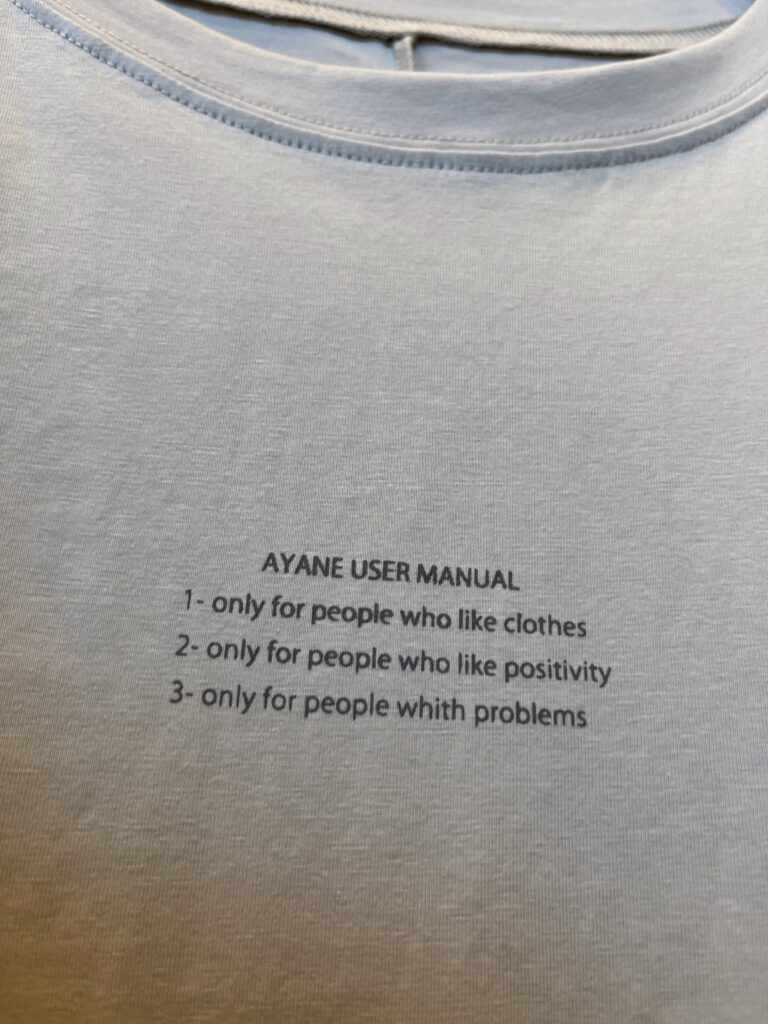 AYANE USER MANUAL
1- only for people who like clothes
2- only for people who like positivity
3- only for people whith problems